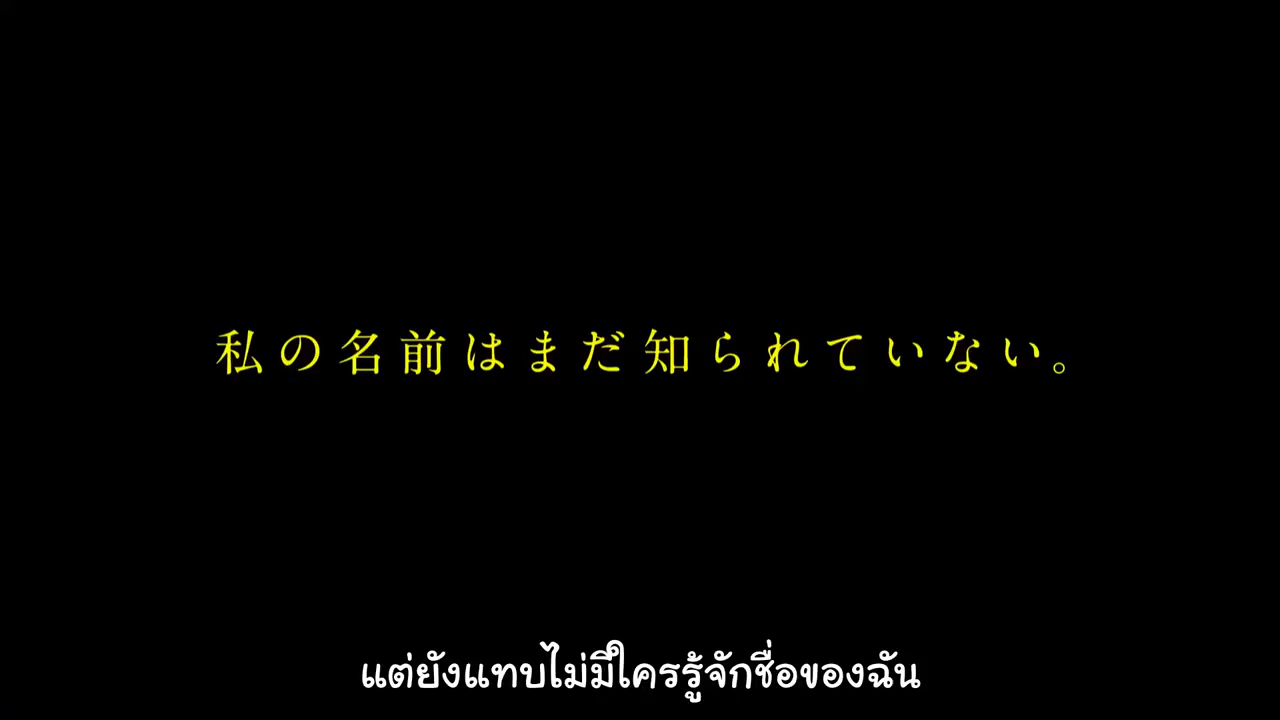 私の名前はまだ知られていない。
แต่ยังแทบไม่มีใครรู้จักชื่อของฉัน